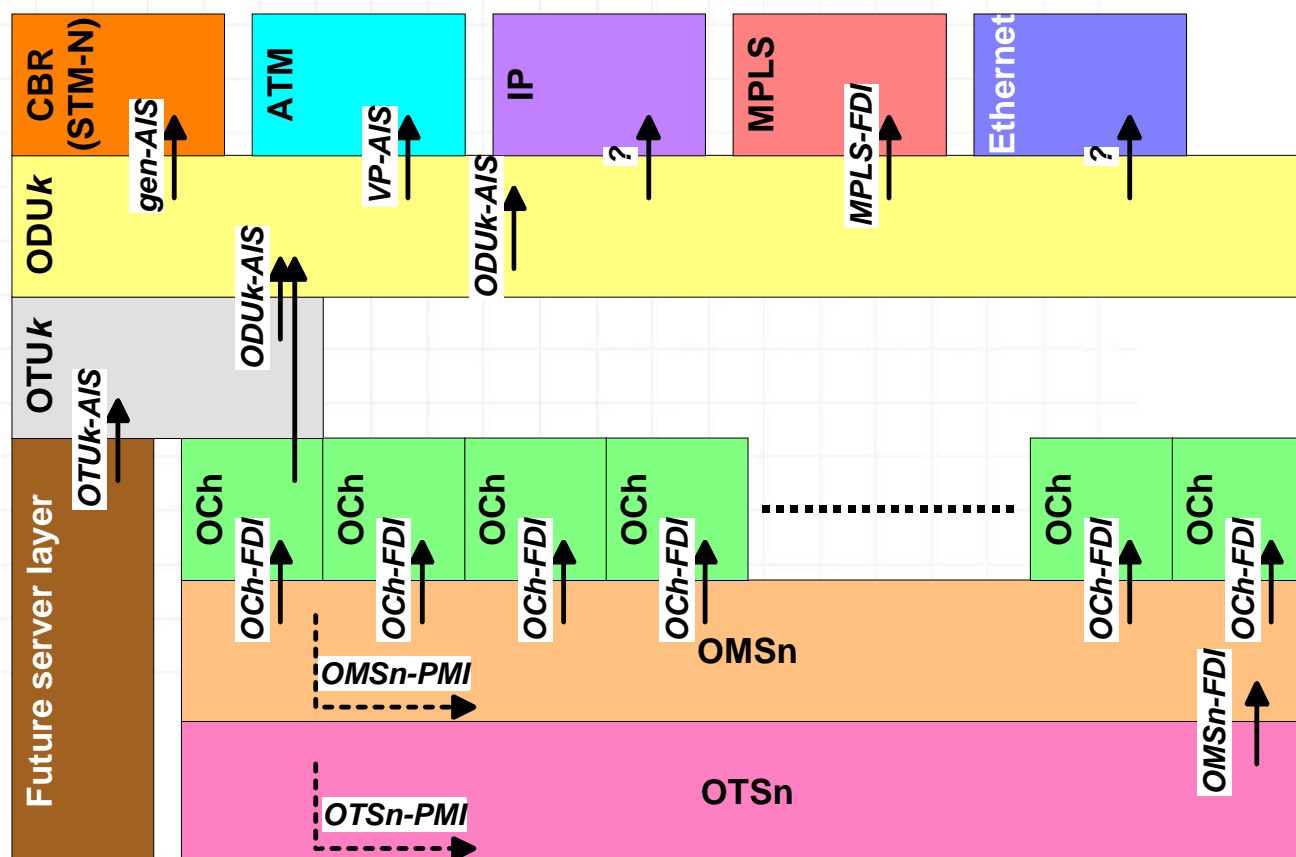 CBR
(STM-N)
ATM
IP
MPLS
Ethernet
gen-AIS
VP-AIS
?
MPLS-FDI
?
ODUk
ODUk-AIS
ODUk-AIS
OTUk
OTUk-AIS
Future server layer
OCh
OCh
OCh
OCh
OCh
OCh
OCh-FDI
OCh-FDI
OCh-FDI
OCh-FDI
OCh-FDI
OCh-FDI
OMSn
OMSn-PMI
OMSn-FDI
OTSn
OTSn-PMI